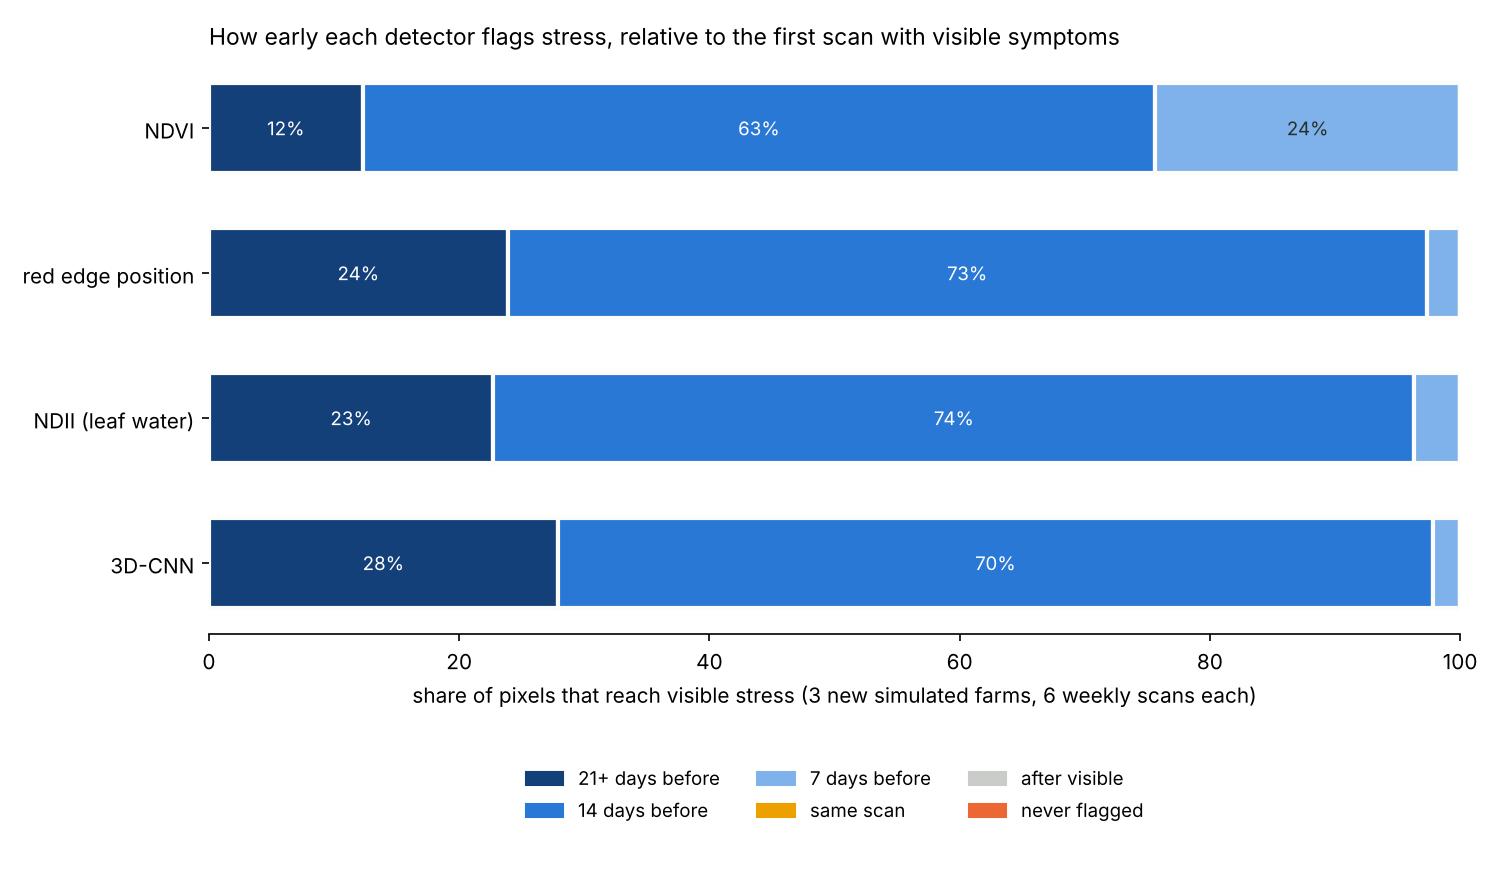 How early each detector flags stress, relative to the first scan with visible symptoms
NDVI
12%
63%
24%
red edge position
24%
73%
NDII (leaf water)
23%
74%
3D-CNN
28%
70%
0 20 40 60 80 100
share of pixels that reach visible stress (3 new simulated farms, 6 weekly scans each)
21+ days before 7 days before after visible
14 days before same scan never flagged